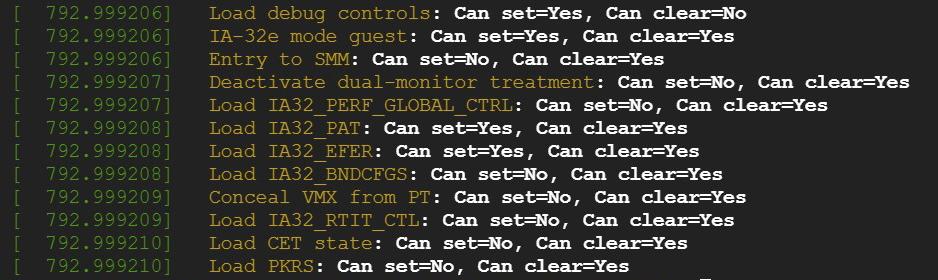 [  792.999206]   Load debug controls: Can set=Yes, Can clear=No
[  792.999206]   IA-32e mode guest: Can set=Yes, Can clear=Yes
[  792.999206]   Entry to SMM: Can set=No, Can clear=Yes
[  792.999207]   Deactivate dual-monitor treatment: Can set=No, Can clear=Yes
[  792.999207]   Load IA32_PERF_GLOBAL_CTRL: Can set=No, Can clear=Yes
[  792.999208]   Load IA32_PAT: Can set=Yes, Can clear=Yes
[  792.999208]   Load IA32_EFER: Can set=Yes, Can clear=Yes
[  792.999208]   Load IA32_BNDCFGS: Can set=No, Can clear=Yes
[  792.999209]   Conceal VMX from PT: Can set=No, Can clear=Yes
[  792.999209]   Load IA32_RTIT_CTL: Can set=No, Can clear=Yes
[  792.999210]   Load CET state: Can set=No, Can clear=Yes
[  792.999210]   Load PKRS: Can set=No, Can clear=Yes